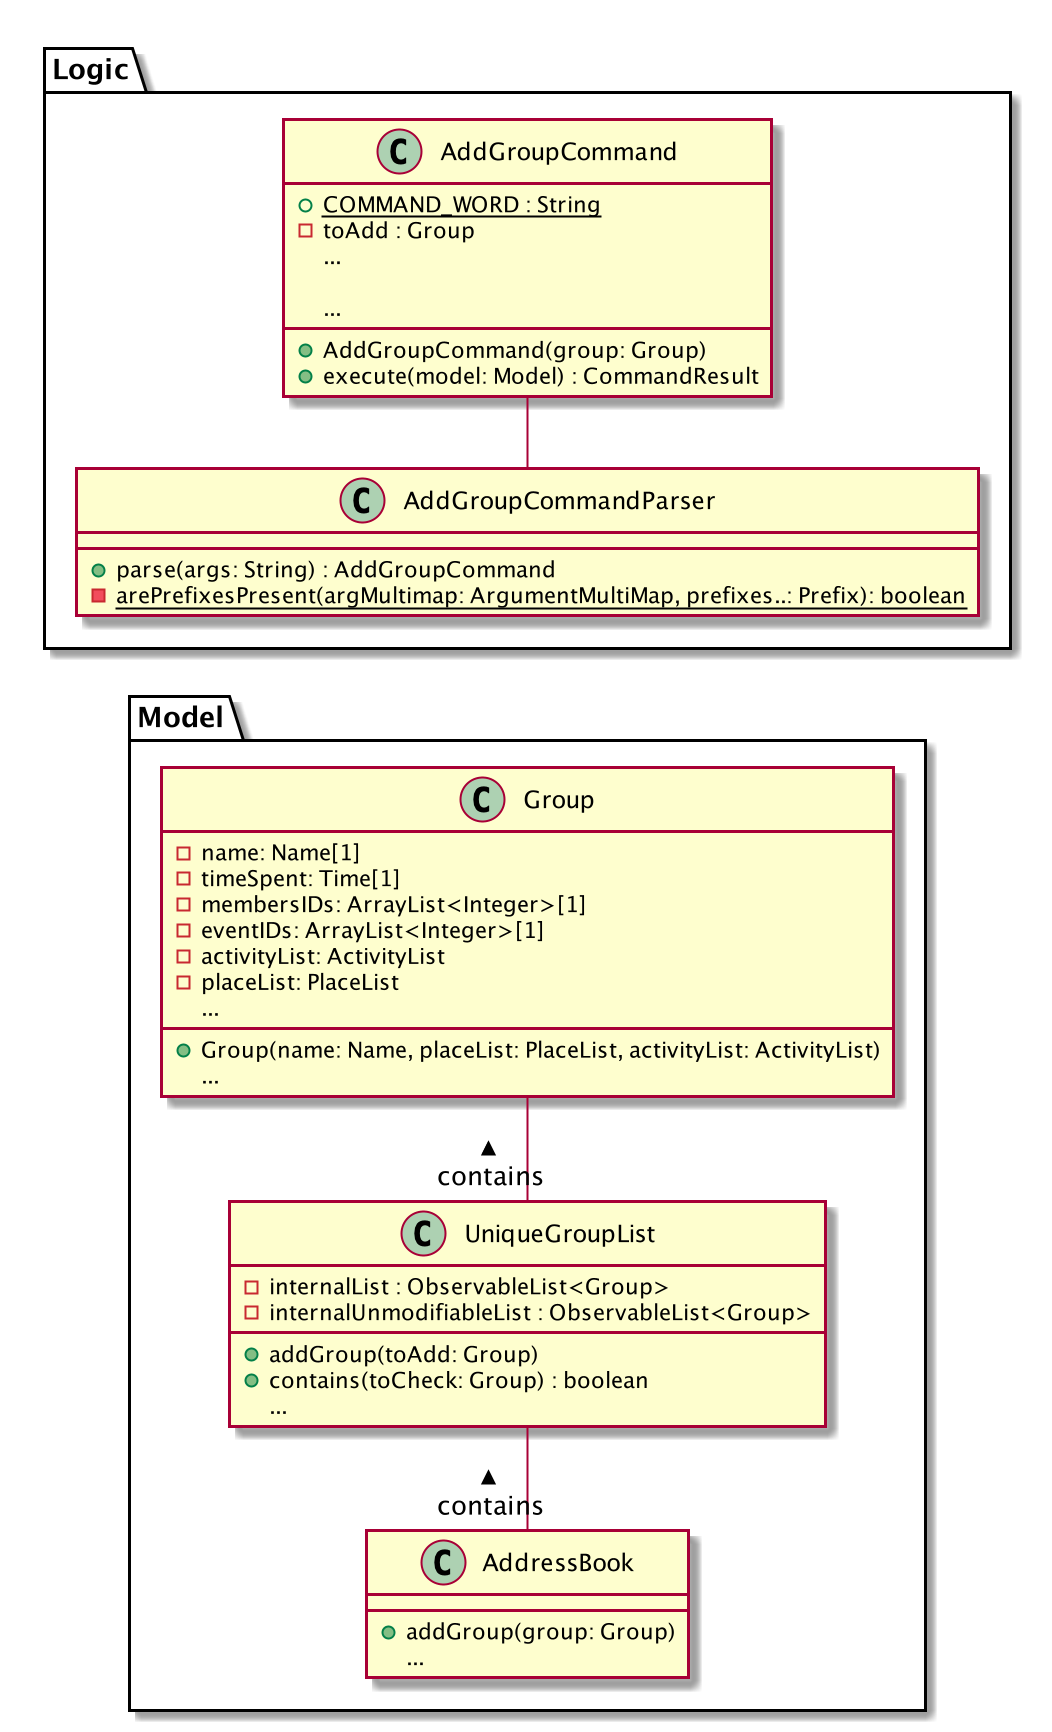 Logic
C AddGroupCommand
COMMAND_WORD : String
toAdd : Group
...
...
AddGroupCommand(group: Group)
execute(model: Model) : CommandResult
C AddGroupCommandParser
parse(args: String) : AddGroupCommand
arePrefixesPresent(argMultimap: ArgumentMultiMap, prefixes..: Prefix): boolean
Model
C Group
name: Name[1]
timeSpent: Time[1]
membersIDs: ArrayList<Integer>[1]
eventIDs: ArrayList<Integer>[1]
activityList: ActivityList
placeList: PlaceList
...
Group(name: Name, placeList: PlaceList, activityList: ActivityList)
...
contains
C UniqueGroupList
internalList : ObservableList<Group>
internalUnmodifiableList : ObservableList<Group>
addGroup(toAdd: Group)
contains(toCheck: Group) : boolean
...
contains
C AddressBook
addGroup(group: Group)
...